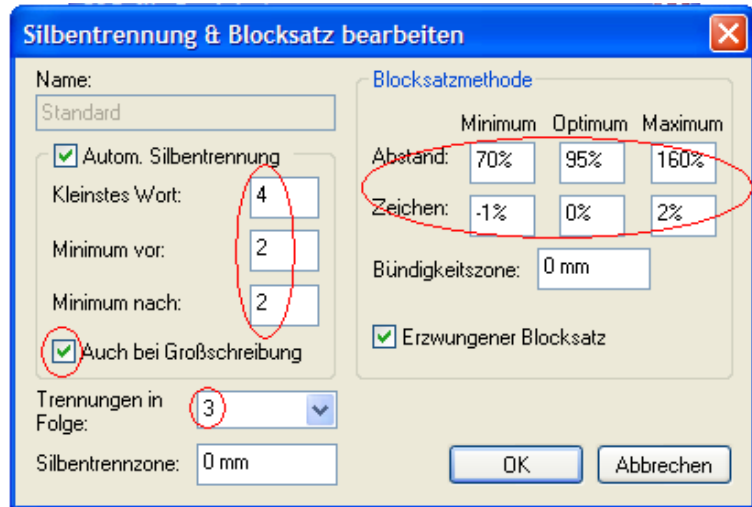 Silbentrennung & Blocksatz bearbeiten
Name:
Standard
Autom. Silbentrennung
Kleinstes Wort: 4
Minimum vor: 2
Minimum nach: 2
Auch bei Großschreibung
Trennungen in
Folge: 3
Silbentrennzone: 0 mm
Blocksatzmethode
Minimum Optimum Maximum
Abstand: 70% 95% 160%
Zeichen: -1% 0% 2%
Bündigkeitszone: 0 mm
Erzwungener Blocksatz
OK Abbrechen